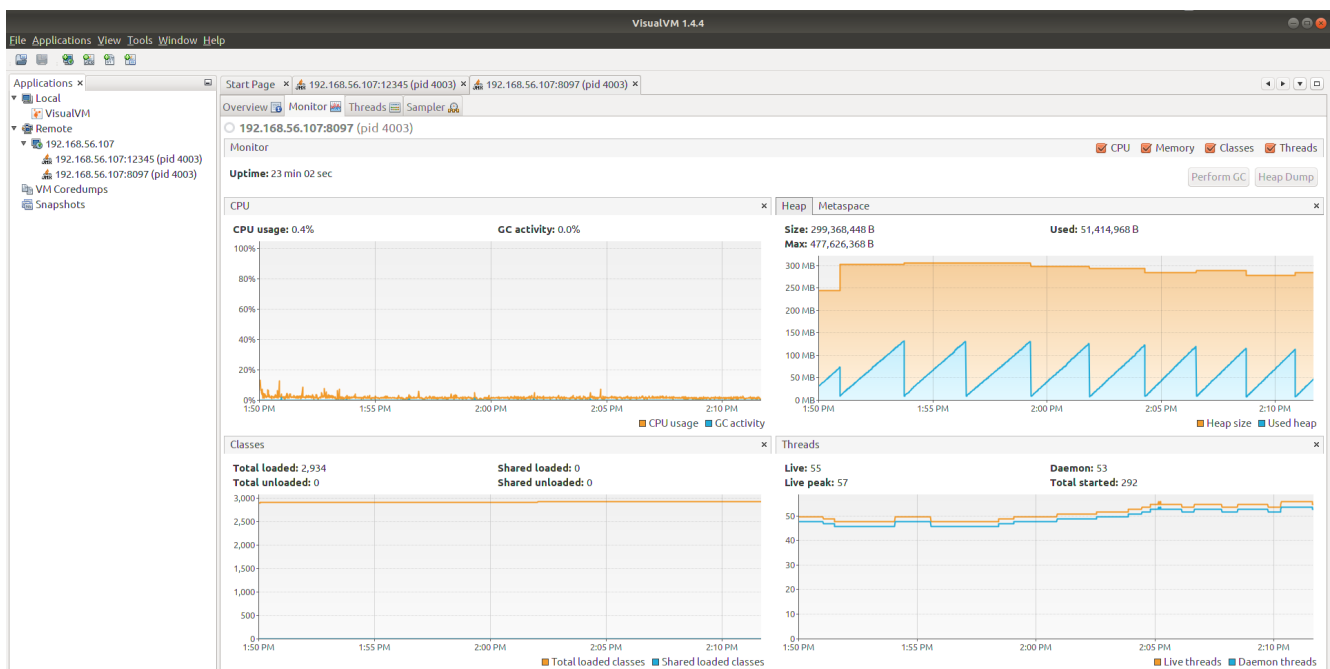 VisualVM 1.4.4
File Applications View Tools Window Help
Applications ×
Local
VisualVM
Remote
192.168.56.107
192.168.56.107:12345 (pid 4003)
192.168.56.107:8097 (pid 4003)
VM Coredumps
Snapshots
Start Page × 192.168.56.107:12345 (pid 4003) × 192.168.56.107:8097 (pid 4003) ×
Overview Monitor Threads Sampler
192.168.56.107:8097 (pid 4003)
Monitor CPU Memory Classes Threads
Uptime: 23 min 02 sec
Perform GC Heap Dump
CPU ×
CPU usage: 0.4% GC activity: 0.0%
100%
80%
60%
40%
20%
0%
1:50 PM 1:55 PM 2:00 PM 2:05 PM 2:10 PM
CPU usage GC activity
Heap Metaspace ×
Size: 299,368,448 B Used: 51,414,968 B
Max: 477,626,368 B
300 MB
250 MB
200 MB
150 MB
100 MB
50 MB
0 MB
1:50 PM 1:55 PM 2:00 PM 2:05 PM 2:10 PM
Heap size Used heap
Classes ×
Total loaded: 2,934 Shared loaded: 0
Total unloaded: 0 Shared unloaded: 0
3,000
2,500
2,000
1,500
1,000
500
0
1:50 PM 1:55 PM 2:00 PM 2:05 PM 2:10 PM
Total loaded classes Shared loaded classes
Threads ×
Live: 55 Daemon: 53
Live peak: 57 Total started: 292
50
40
30
20
10
0
1:50 PM 1:55 PM 2:00 PM 2:05 PM 2:10 PM
Live threads Daemon threads